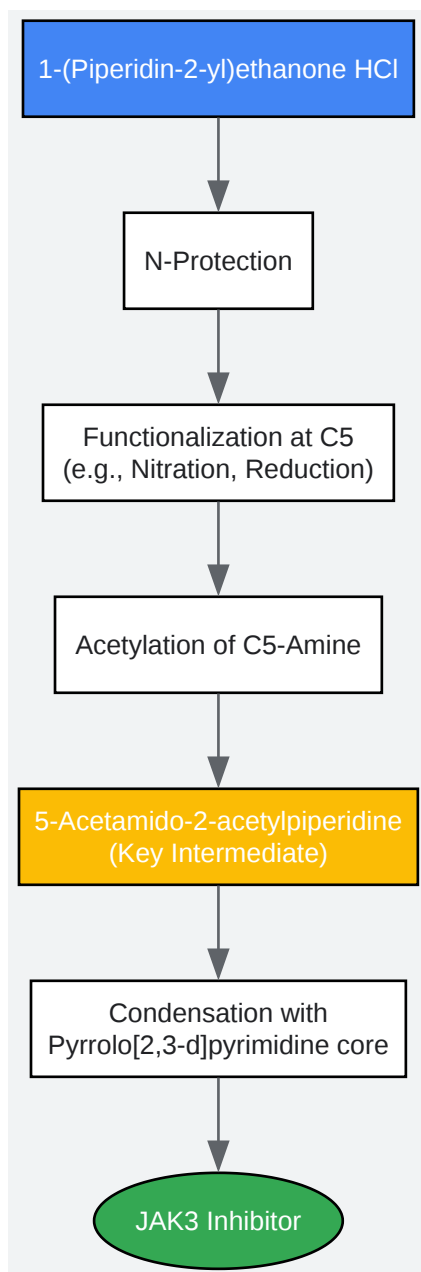 1-(Piperidin-2-yl)ethanone HCl
N-Protection
Functionalization at C5
(e.g., Nitration, Reduction)
Acetylation of C5-Amine
5-Acetamido-2-acetylpiperidine
(Key Intermediate)
Condensation with
Pyrrolo[2,3-d]pyrimidine core
JAK3 Inhibitor